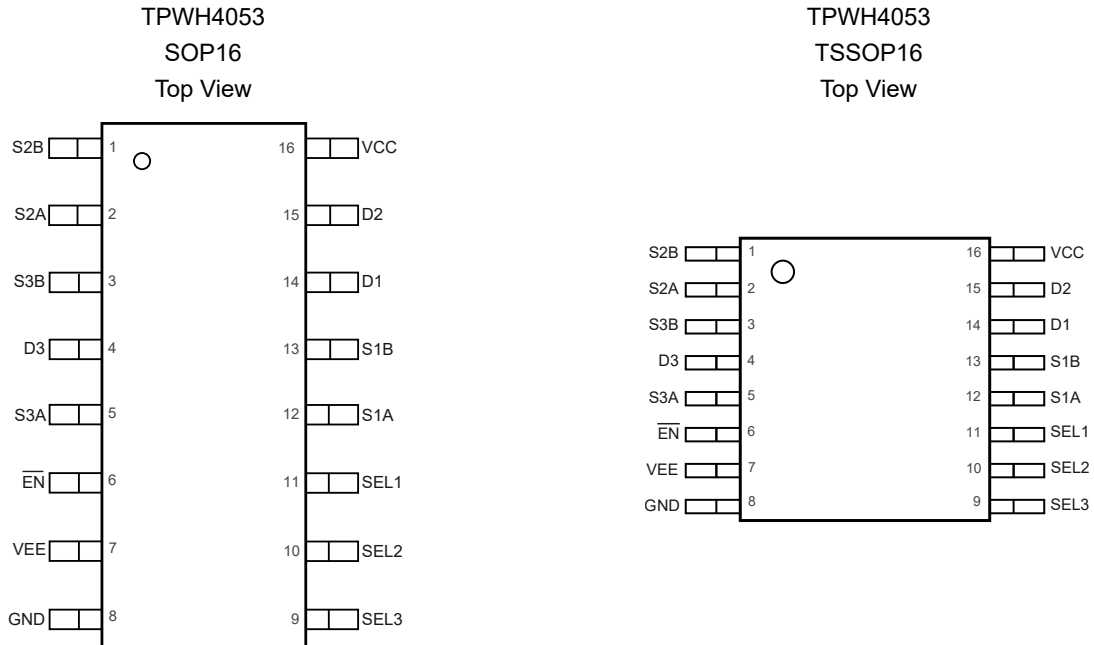 TPWH4053
SOP16
Top View
S2B 1 16 VCC
S2A 2 15 D2
S3B 3 14 D1
D3 4 13 S1B
S3A 5 12 S1A
EN 6 11 SEL1
VEE 7 10 SEL2
GND 8 9 SEL3
TPWH4053
TSSOP16
Top View
S2B 1 16 VCC
S2A 2 15 D2
S3B 3 14 D1
D3 4 13 S1B
S3A 5 12 S1A
EN 6 11 SEL1
VEE 7 10 SEL2
GND 8 9 SEL3